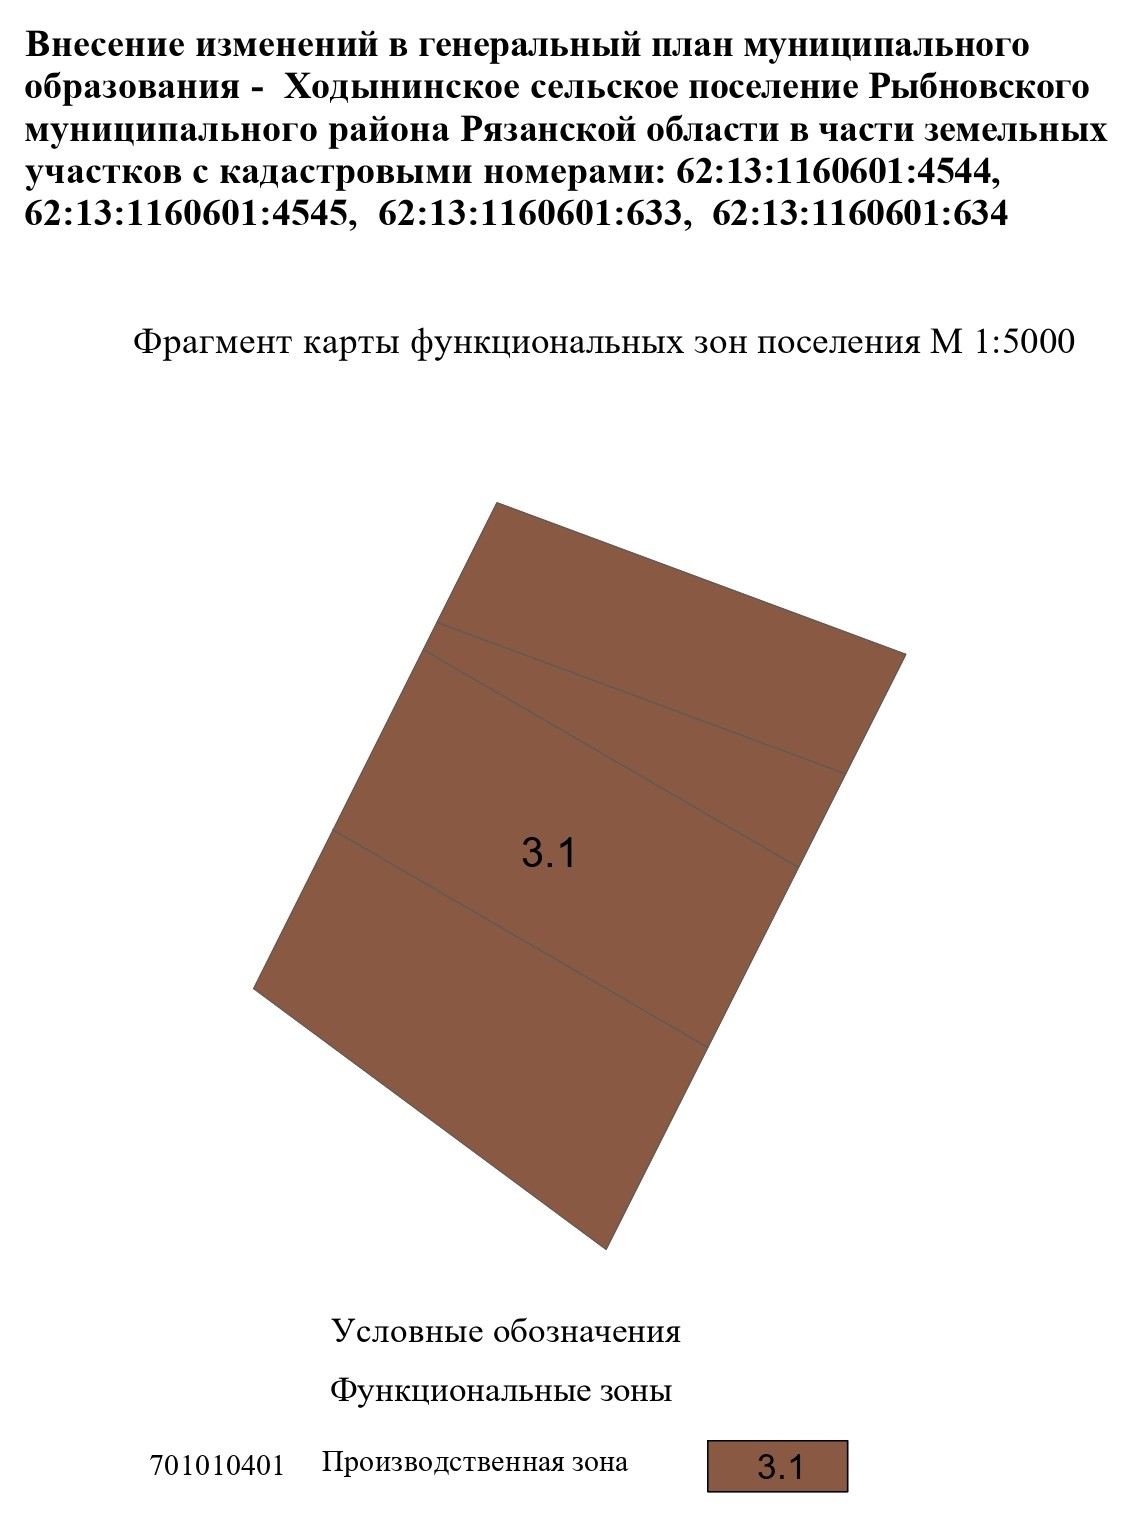 Внесение изменений в генеральный план муниципального
образования -  Ходынинское сельское поселение Рыбновского
муниципального района Рязанской области в части земельных
участков с кадастровыми номерами: 62:13:1160601:4544,
62:13:1160601:4545,  62:13:1160601:633,  62:13:1160601:634
Фрагмент карты функциональных зон поселения М 1:5000
3.1
Условные обозначения
Функциональные зоны
701010401 Производственная зона 3.1